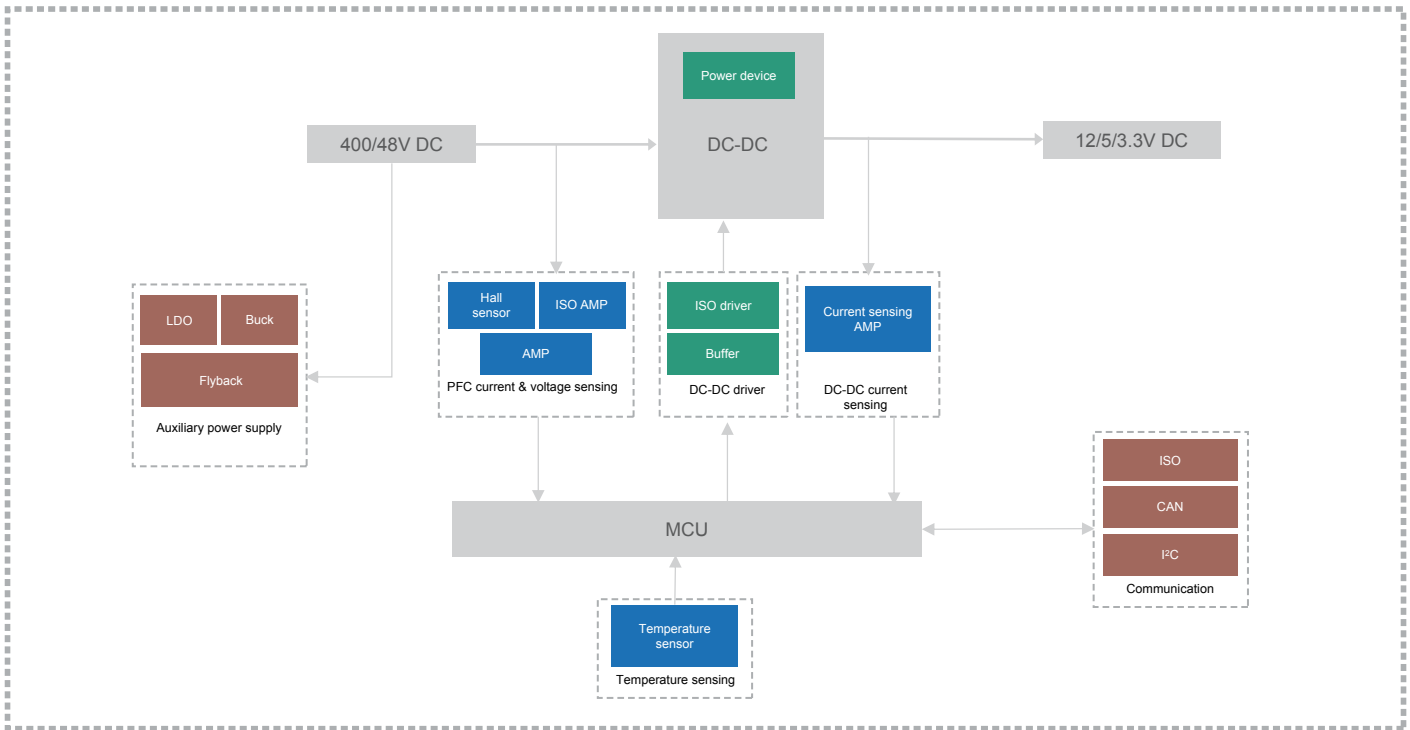 Power device
400/48V DC
DC-DC
12/5/3.3V DC
LDO
Buck
Flyback
Auxiliary power supply
Hall
sensor
ISO AMP
AMP
PFC current & voltage sensing
ISO driver
Buffer
DC-DC driver
Current sensing
AMP
DC-DC current
sensing
MCU
ISO
CAN
I²C
Communication
Temperature
sensor
Temperature sensing